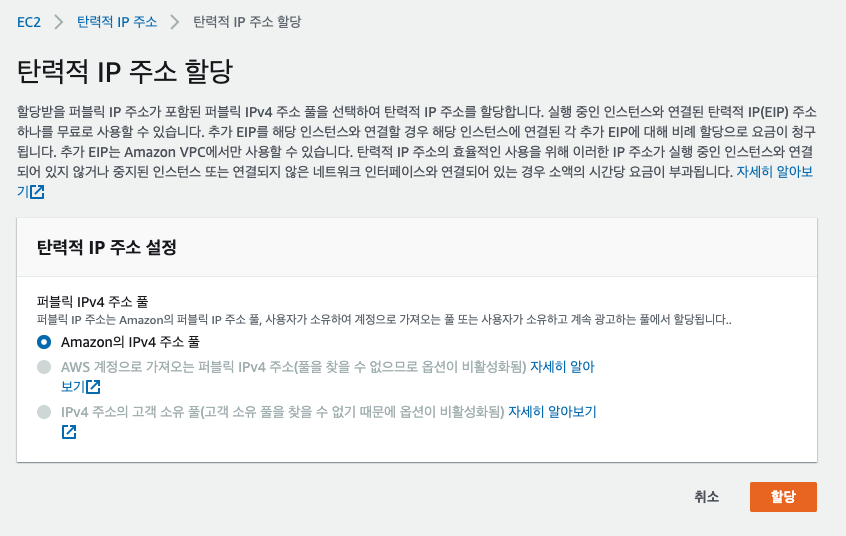 EC2 > 탄력적 IP 주소 > 탄력적 IP 주소 할당
탄력적 IP 주소 할당
할당받을 퍼블릭 IP 주소가 포함된 퍼블릭 IPv4 주소 풀을 선택하여 탄력적 IP 주소를 할당합니다. 실행 중인 인스턴스와 연결된 탄력적 IP(EIP) 주소
하나를 무료로 사용할 수 있습니다. 추가 EIP를 해당 인스턴스와 연결할 경우 해당 인스턴스에 연결된 각 추가 EIP에 대해 비례 할당으로 요금이 청구
됩니다. 추가 EIP는 Amazon VPC에서만 사용할 수 있습니다. 탄력적 IP 주소의 효율적인 사용을 위해 이러한 IP 주소가 실행 중인 인스턴스와 연결
되어 있지 않거나 중지된 인스턴스 또는 연결되지 않은 네트워크 인터페이스와 연결되어 있는 경우 소액의 시간당 요금이 부과됩니다. 자세히 알아보
기
탄력적 IP 주소 설정
퍼블릭 IPv4 주소 풀
퍼블릭 IP 주소는 Amazon의 퍼블릭 IP 주소 풀, 사용자가 소유하여 계정으로 가져오는 풀 또는 사용자가 소유하고 계속 광고하는 풀에서 할당됩니다..
Amazon의 IPv4 주소 풀
AWS 계정으로 가져오는 퍼블릭 IPv4 주소(풀을 찾을 수 없으므로 옵션이 비활성화됨) 자세히 알아
보기
IPv4 주소의 고객 소유 풀(고객 소유 풀을 찾을 수 없기 때문에 옵션이 비활성화됨) 자세히 알아보기
취소 할당